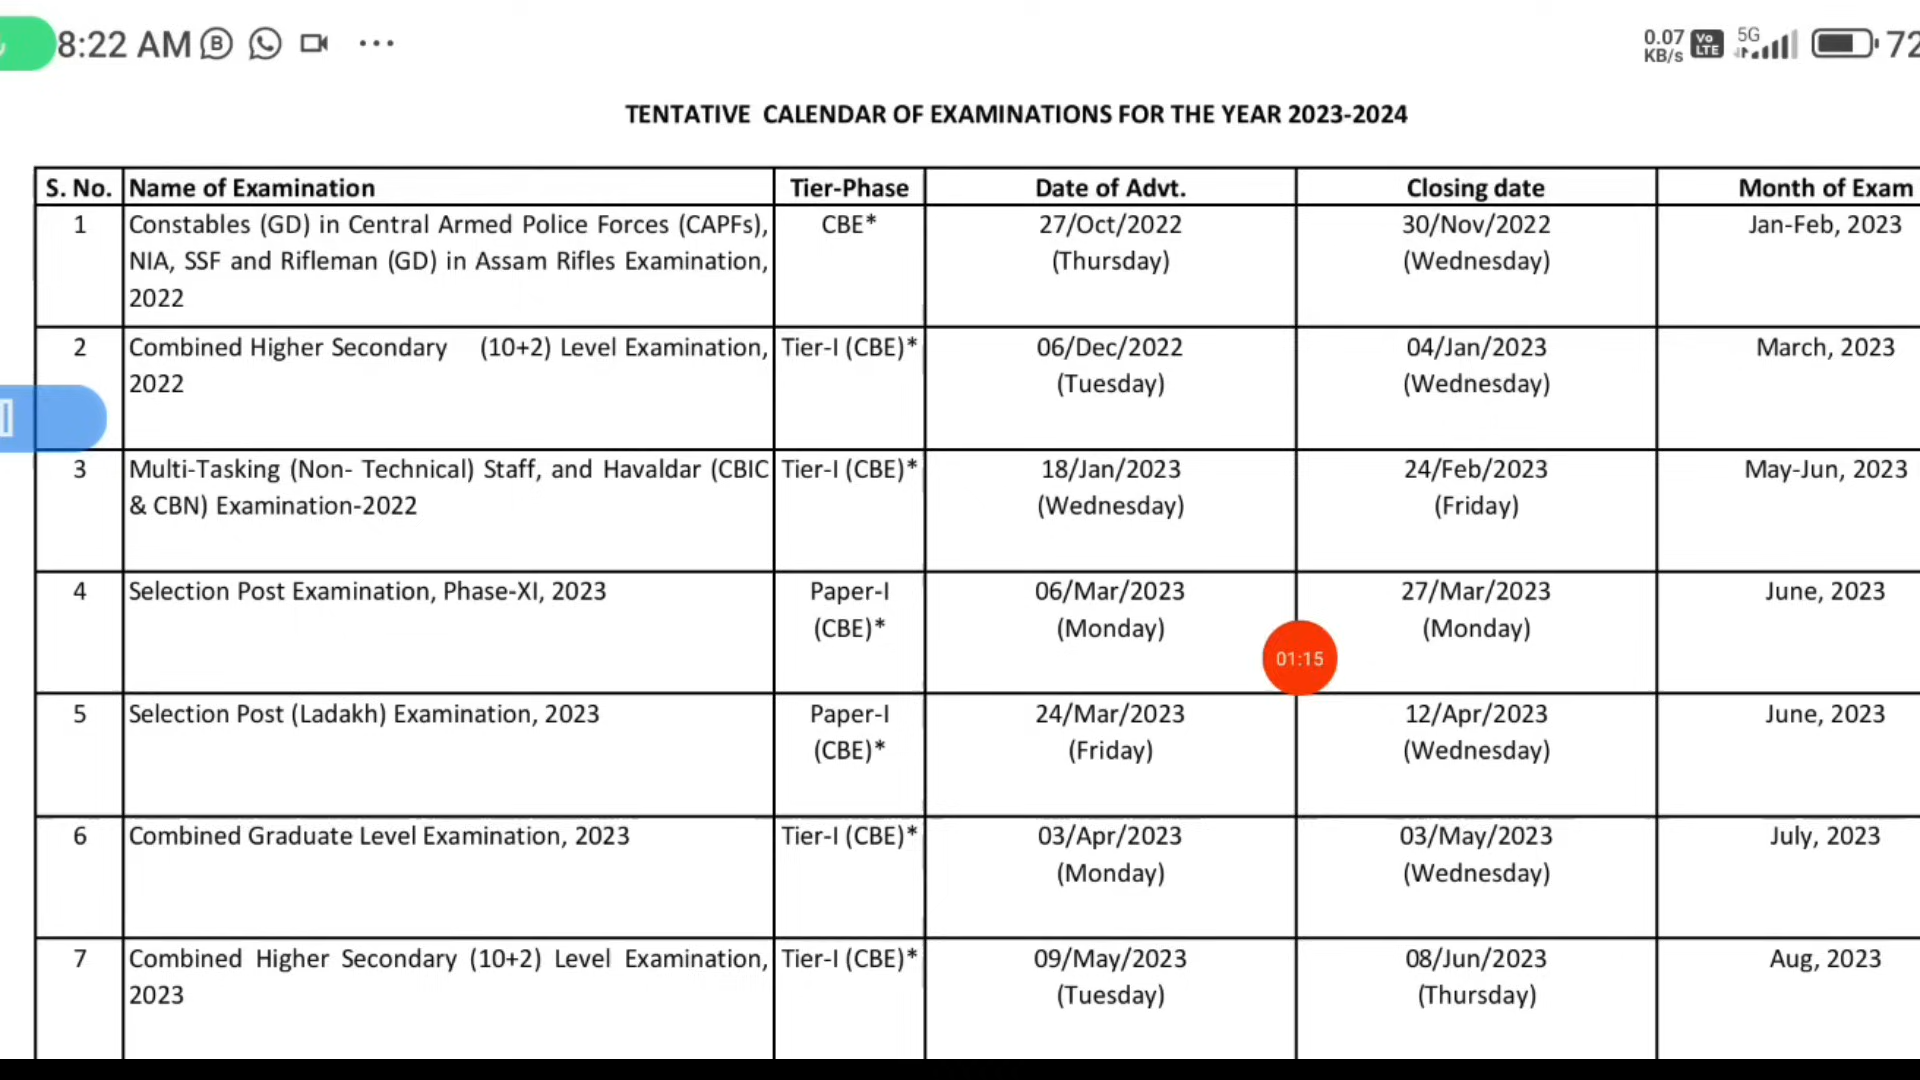 8:22 AM
0.07 KB/s Vo LTE 5G 72
TENTATIVE CALENDAR OF EXAMINATIONS FOR THE YEAR 2023-2024
S. No. Name of Examination Tier-Phase Date of Advt. Closing date Month of Exam
1 Constables (GD) in Central Armed Police Forces (CAPFs), CBE* 27/Oct/2022 30/Nov/2022 Jan-Feb, 2023
NIA, SSF and Rifleman (GD) in Assam Rifles Examination, (Thursday) (Wednesday)
2022
2 Combined Higher Secondary (10+2) Level Examination, Tier-I (CBE)* 06/Dec/2022 04/Jan/2023 March, 2023
2022 (Tuesday) (Wednesday)
3 Multi-Tasking (Non- Technical) Staff, and Havaldar (CBIC Tier-I (CBE)* 18/Jan/2023 24/Feb/2023 May-Jun, 2023
& CBN) Examination-2022 (Wednesday) (Friday)
4 Selection Post Examination, Phase-XI, 2023 Paper-I 06/Mar/2023 27/Mar/2023 June, 2023
(CBE)* (Monday) (Monday)
01:15
5 Selection Post (Ladakh) Examination, 2023 Paper-I 24/Mar/2023 12/Apr/2023 June, 2023
(CBE)* (Friday) (Wednesday)
6 Combined Graduate Level Examination, 2023 Tier-I (CBE)* 03/Apr/2023 03/May/2023 July, 2023
(Monday) (Wednesday)
7 Combined Higher Secondary (10+2) Level Examination, Tier-I (CBE)* 09/May/2023 08/Jun/2023 Aug, 2023
2023 (Tuesday) (Thursday)